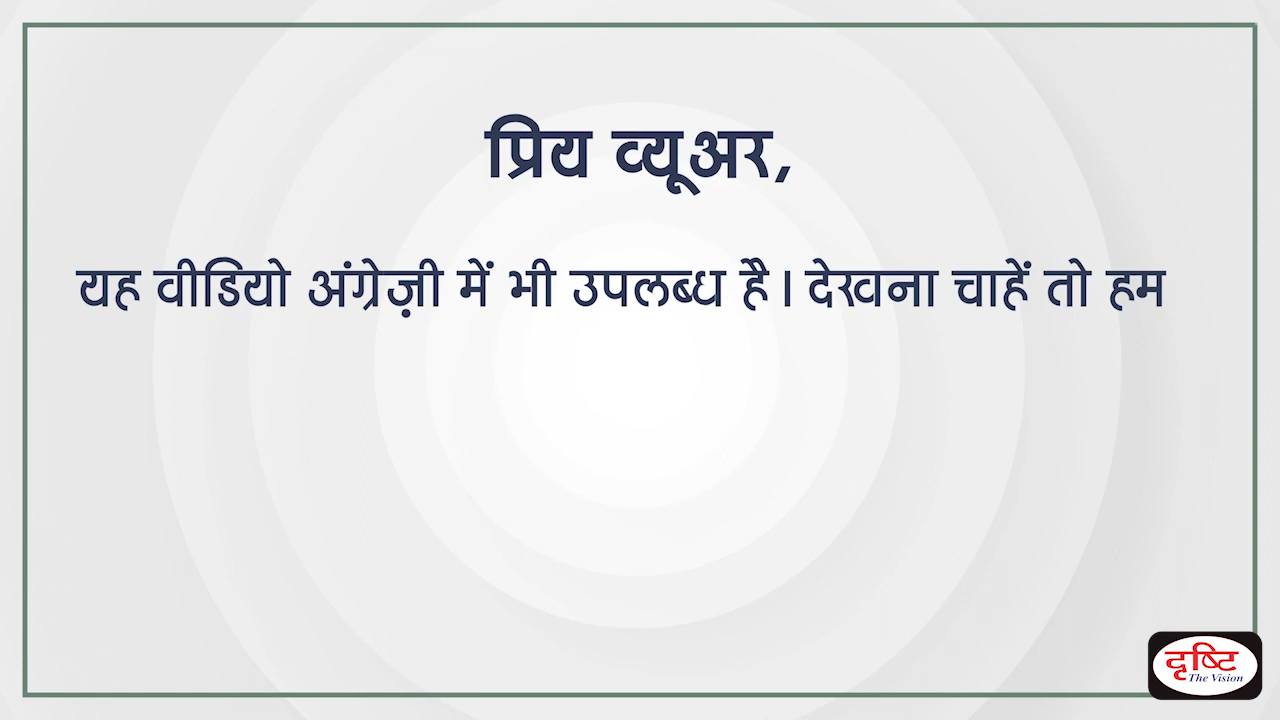 प्रिय व्यूअर,
यह वीडियो अंग्रेज़ी में भी उपलब्ध है। देखना चाहें तो हम
दृष्टि
The Vision